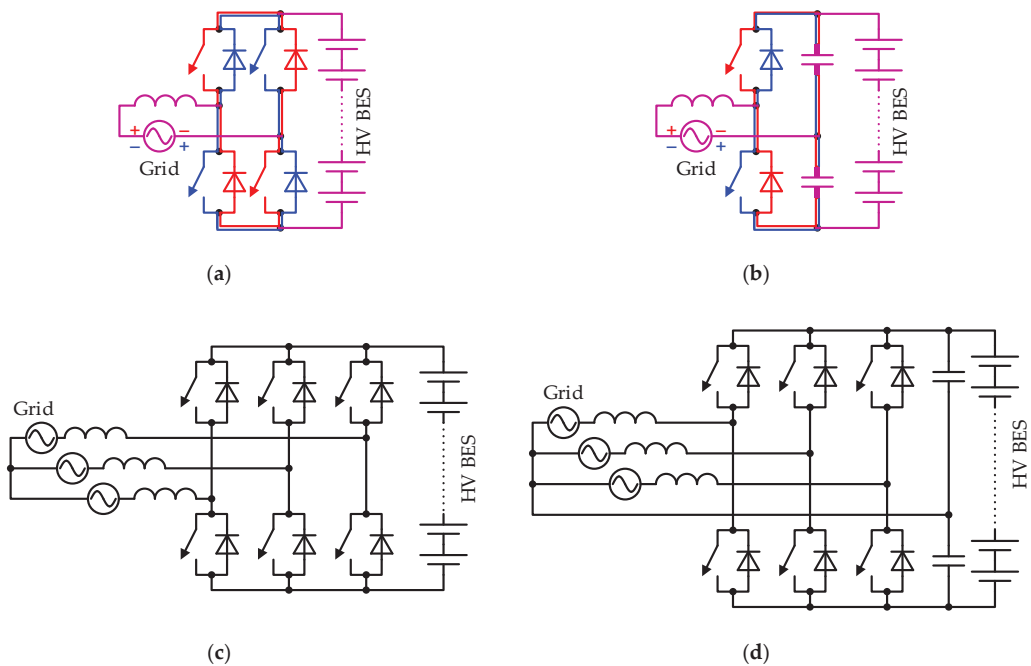 HV BES
+ −
− +
Grid
(a)
HV BES
+ −
− +
Grid
(b)
Grid
HV BES
(c)
Grid
HV BES
(d)